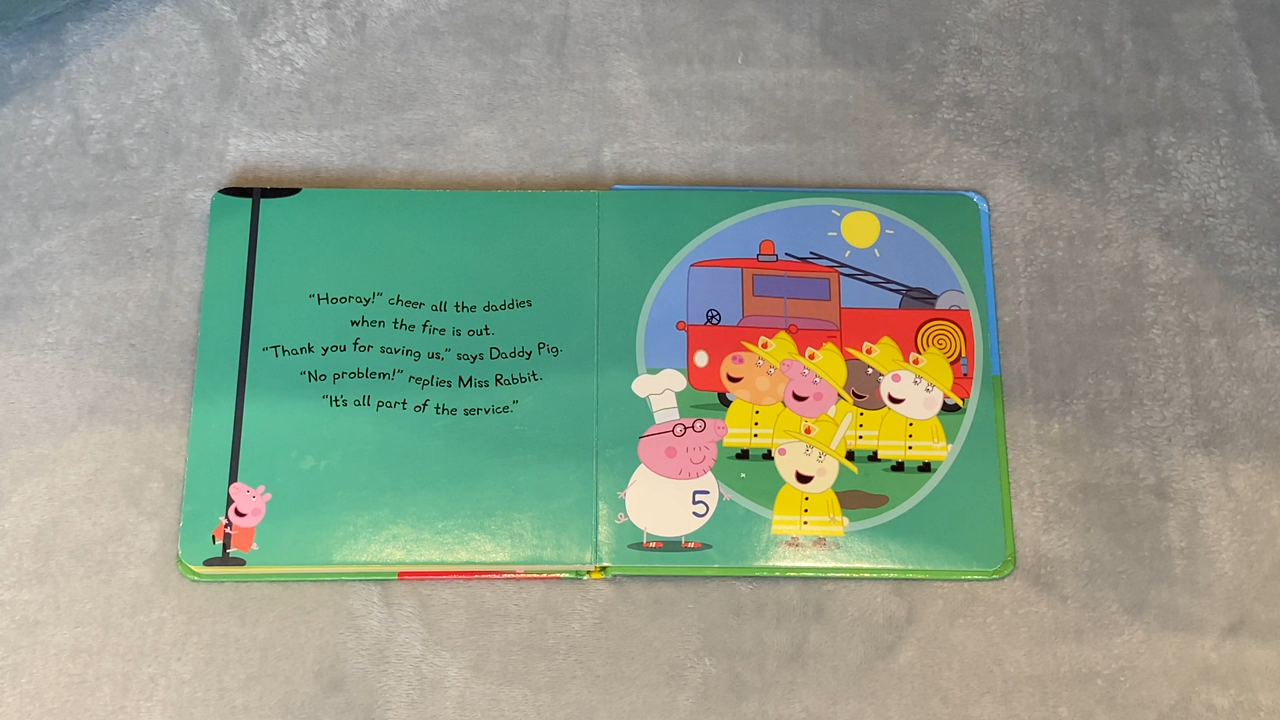 “Hooray!” cheer all the daddies
when the fire is out.
“Thank you for saving us,” says Daddy Pig.
“No problem!” replies Miss Rabbit.
“It’s all part of the service.”
5